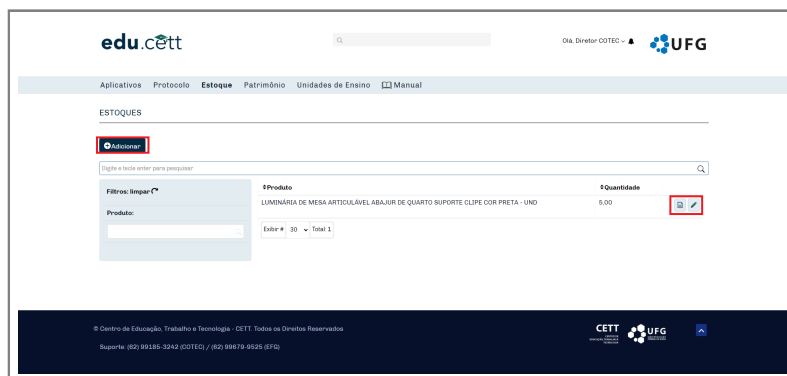 edu.cett
Olá, Diretor COTEC
UFG
Aplicativos Protocolo Estoque Patrimônio Unidades de Ensino Manual
ESTOQUES
Adicionar
Digite e tecle enter para pesquisar
Filtros: limpar
Produto:
Produto Quantidade
LUMINÁRIA DE MESA ARTICULÁVEL ABAJUR DE QUARTO SUPORTE CLIPE COR PRETA - UND 5,00
Exibir # 30 Total: 1
© Centro de Educação, Trabalho e Tecnologia - CETT. Todos os Direitos Reservados
Suporte: (62) 99185-3242 (COTEC) / (62) 99679-9525 (EFG)
CETT
UFG